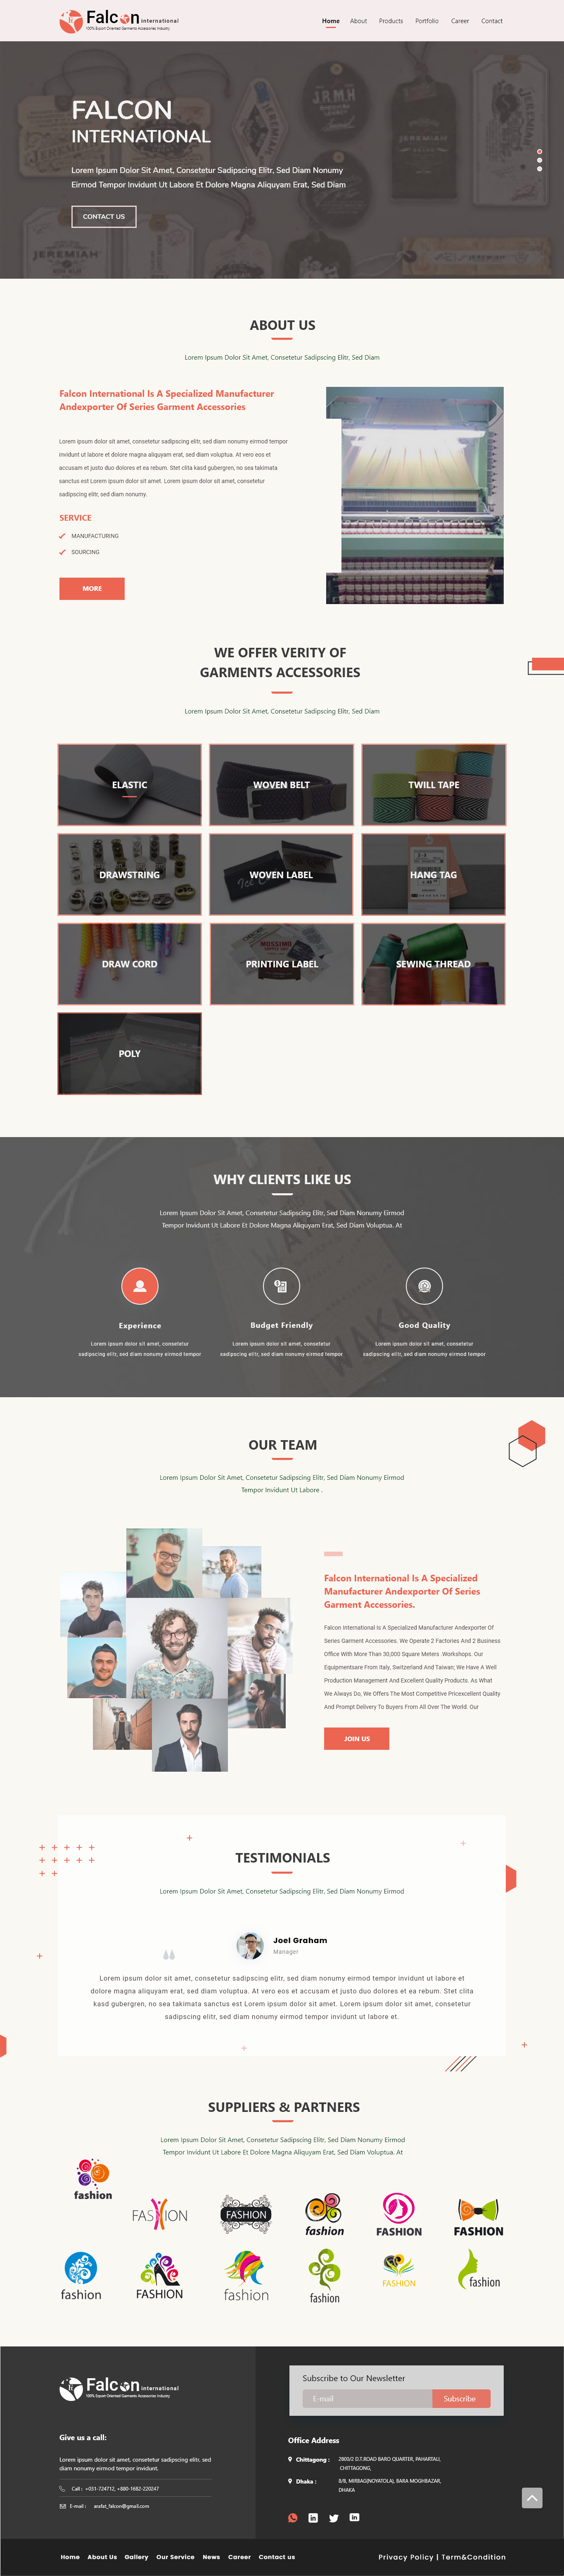 Falcon international
100% Export Oriented Garments Accessories Industry
Home About Products Portfolio Career Contact
J.R.M.H
JEREMIAH
JEREMIAH
FALCON
INTERNATIONAL
Lorem Ipsum Dolor Sit Amet, Consetetur Sadipscing Elitr, Sed Diam Nonumy
Eirmod Tempor Invidunt Ut Labore Et Dolore Magna Aliquyam Erat, Sed Diam
CONTACT US
ABOUT US
Lorem Ipsum Dolor Sit Amet, Consetetur Sadipscing Elitr, Sed Diam
Falcon International Is A Specialized Manufacturer
Andexporter Of Series Garment Accessories
Lorem ipsum dolor sit amet, consetetur sadipscing elitr, sed diam nonumy eirmod tempor
invidunt ut labore et dolore magna aliquyam erat, sed diam voluptua. At vero eos et
accusam et justo duo dolores et ea rebum. Stet clita kasd gubergren, no sea takimata
sanctus est Lorem ipsum dolor sit amet. Lorem ipsum dolor sit amet, consetetur
sadipscing elitr, sed diam nonumy.
SERVICE
MANUFACTURING
SOURCING
MORE
WE OFFER VERITY OF
GARMENTS ACCESSORIES
Lorem Ipsum Dolor Sit Amet, Consetetur Sadipscing Elitr, Sed Diam
ELASTIC
WOVEN BELT
TWILL TAPE
DRAWSTRING
WOVEN LABEL
HANG TAG
DRAW CORD
MOSSIMO
PRINTING LABEL
SEWING THREAD
POLY
WHY CLIENTS LIKE US
Lorem Ipsum Dolor Sit Amet, Consetetur Sadipscing Elitr, Sed Diam Nonumy Eirmod
Tempor Invidunt Ut Labore Et Dolore Magna Aliquyam Erat, Sed Diam Voluptua. At
Experience
Lorem ipsum dolor sit amet, consetetur
sadipscing elitr, sed diam nonumy eirmod tempor
Budget Friendly
Lorem ipsum dolor sit amet, consetetur
sadipscing elitr, sed diam nonumy eirmod tempor
Good Quality
Lorem ipsum dolor sit amet, consetetur
sadipscing elitr, sed diam nonumy eirmod tempor
OUR TEAM
Lorem Ipsum Dolor Sit Amet, Consetetur Sadipscing Elitr, Sed Diam Nonumy Eirmod
Tempor Invidunt Ut Labore .
Falcon International Is A Specialized
Manufacturer Andexporter Of Series
Garment Accessories.
Falcon International Is A Specialized Manufacturer Andexporter Of
Series Garment Accessories. We Operate 2 Factories And 2 Business
Office With More Than 30,000 Square Meters .Workshops. Our
Equipmentsare From Italy, Switzerland And Taiwar; We Have A Well
Production Management And Excellent Quality Products. As What
We Always Do, We Offers The Most Competitive Pricexcellent Quality
And Prompt Delivery To Buyers From All Over The World. Our
JOIN US
TESTIMONIALS
Lorem Ipsum Dolor Sit Amet, Consetetur Sadipscing Elitr, Sed Diam Nonumy Eirmod
Joel Graham
Manager
Lorem ipsum dolor sit amet, consetetur sadipscing elitr, sed diam nonumy eirmod tempor invidunt ut labore et
dolore magna aliquyam erat, sed diam voluptua. At vero eos et accusam et justo duo dolores et ea rebum. Stet clita
kasd gubergren, no sea takimata sanctus est Lorem ipsum dolor sit amet. Lorem ipsum dolor sit amet, consetetur
sadipscing elitr, sed diam nonumy eirmod tempor invidunt ut labore et.
SUPPLIERS & PARTNERS
Lorem Ipsum Dolor Sit Amet, Consetetur Sadipscing Elitr, Sed Diam Nonumy Eirmod
Tempor Invidunt Ut Labore Et Dolore Magna Aliquyam Erat, Sed Diam Voluptua. At
fashion
FASHION
FASHION
fashion
FASHION
FASHION
fashion
FASHION
fashion
fashion
FASHION
fashion
Falcon international
100% Export Oriented Garments Accessories Industry
Give us a call:
Lorem ipsum dolor sit amet, consetetur sadipscing elitr, sed
diam nonumy eirmod tempor invidunt.
Call : +031-724712, +880-1682-220247
E-mail : arafat_falcon@gmail.com
Subscribe to Our Newsletter
E-mail
Subscribe
Office Address
Chittagong : 2800/2 D.T.ROAD BARO QUARTER, PAHARTALI,
CHITTAGONG,
Dhaka : 8/B, MIRBAG(NOYATOLA), BARA MOGHBAZAR,
DHAKA
Home About Us Gallery Our Service News Career Contact us
Privacy Policy | Term&Condition